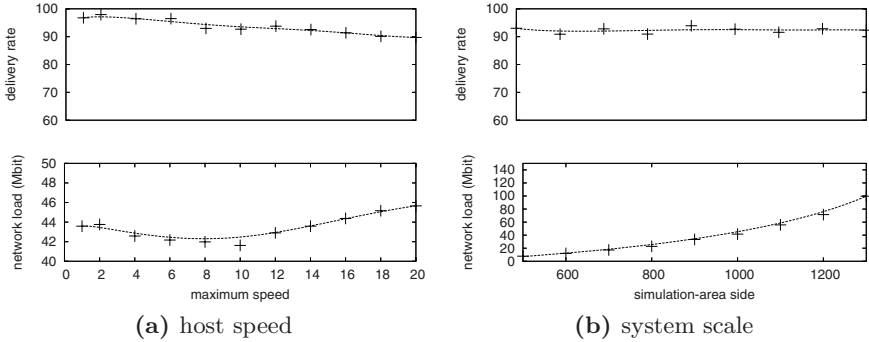 100
90
80
70
60
delivery rate
50
48
46
44
42
40
network load (Mbit)
0 2 4 6 8 10 12 14 16 18 20
maximum speed
(a) host speed
100
90
80
70
60
delivery rate
140
120
100
80
60
40
20
0
network load (Mbit)
600 800 1000 1200
simulation-area side
(b) system scale